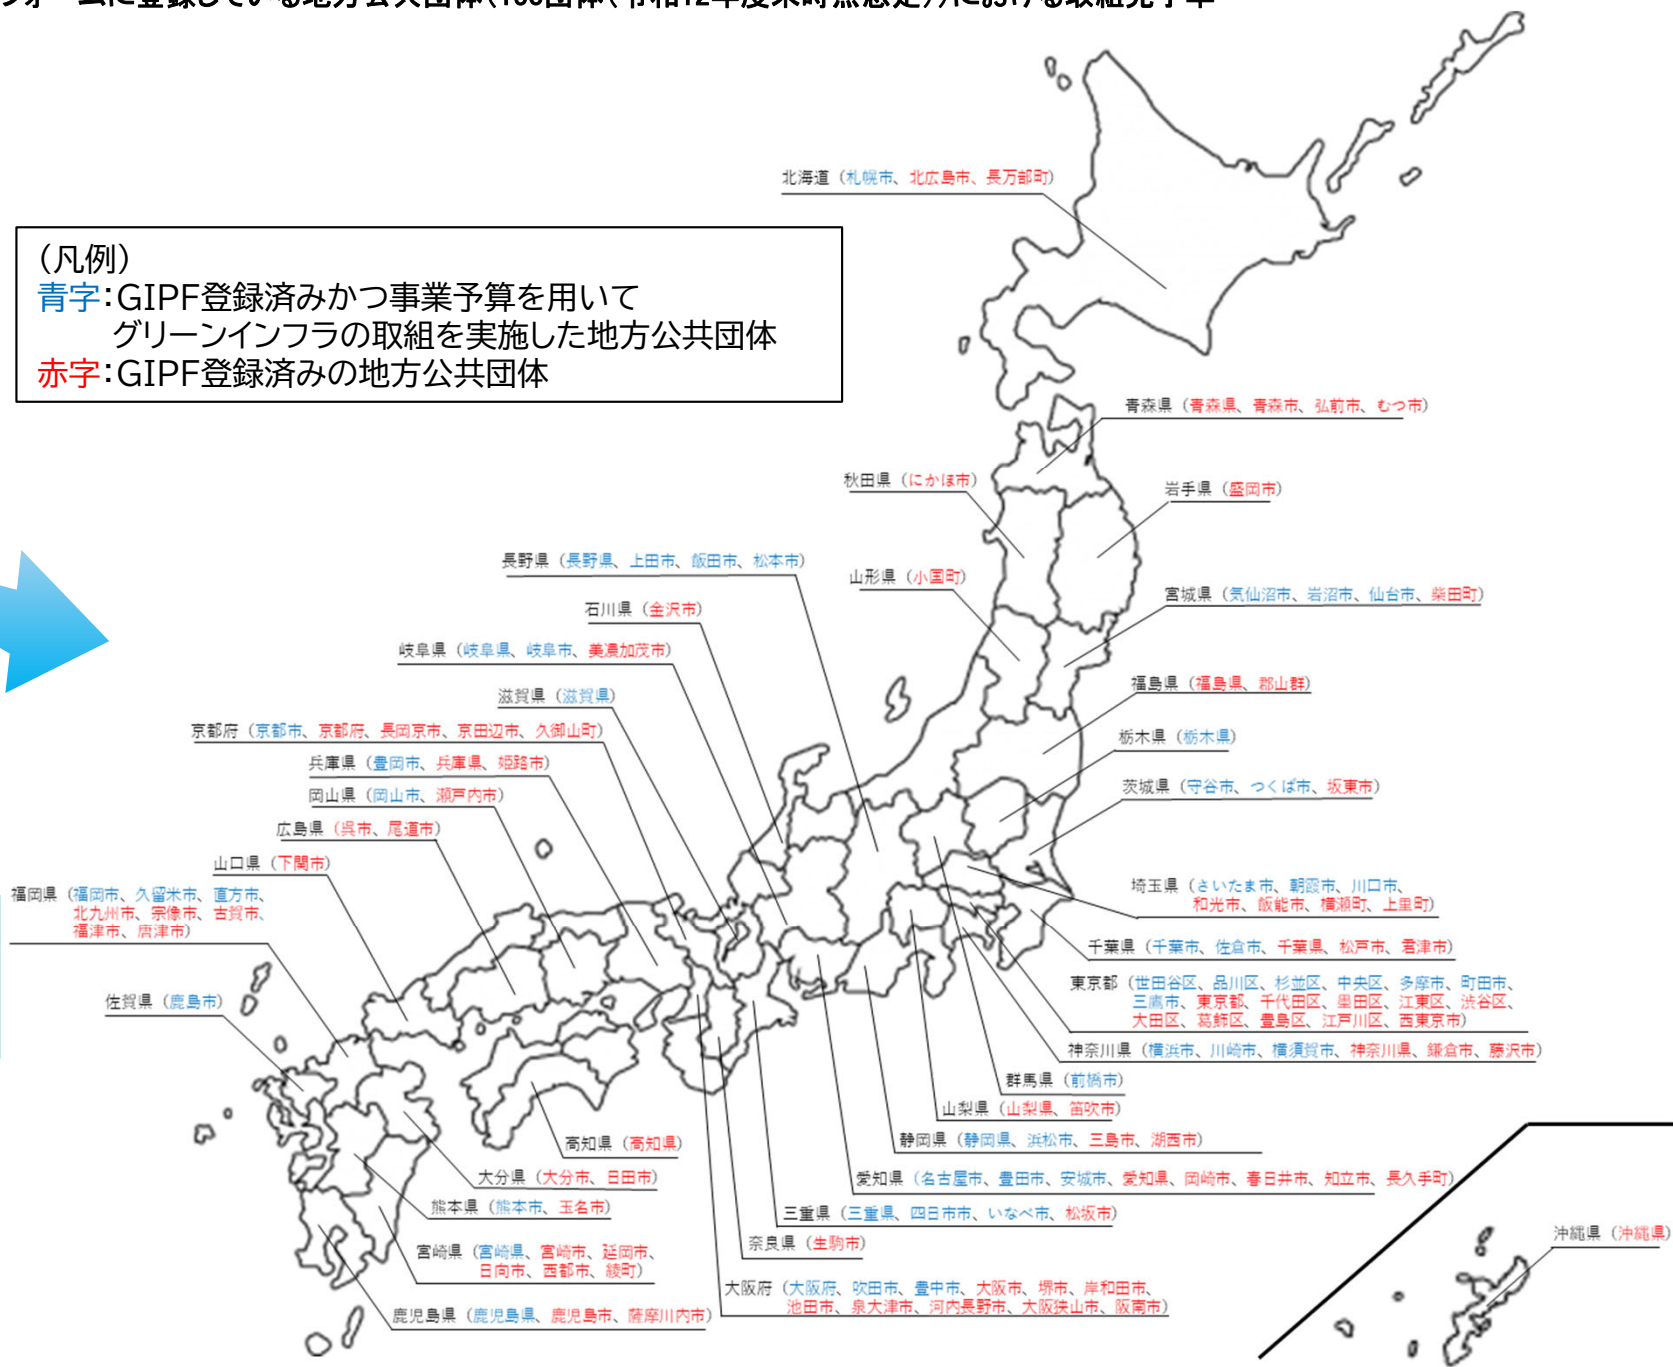 北海道（札幌市、北広島市、長万部町）
（凡例）
青字：GIPF登録済みかつ事業予算を用いて
グリーンインフラの取組を実施した地方公共団体
赤字：GIPF登録済みの地方公共団体
青森県（青森県、青森市、弘前市、むつ市）
秋田県（にかほ市）
岩手県（盛岡市）
長野県（長野県、上田市、飯田市、松本市）
山形県（小国町）
宮城県（気仙沼市、岩沼市、仙台市、柴田町）
石川県（金沢市）
岐阜県（岐阜県、岐阜市、美濃加茂市）
福島県（福島県、郡山群）
滋賀県（滋賀県）
京都府（京都市、京都府、長岡京市、京田辺市、久御山町）
栃木県（栃木県）
兵庫県（豊岡市、兵庫県、姫路市）
茨城県（守谷市、つくば市、坂東市）
岡山県（岡山市、瀬戸内市）
広島県（呉市、尾道市）
山口県（下関市）
福岡県（福岡市、久留米市、直方市、
北九州市、宗像市、古賀市、
福津市、唐津市）
埼玉県（さいたま市、朝霞市、川口市、
和光市、飯能市、横瀬町、上里町）
千葉県（千葉市、佐倉市、千葉県、松戸市、君津市）
東京都（世田谷区、品川区、杉並区、中央区、多摩市、町田市、
三鷹市、東京都、千代田区、墨田区、江東区、渋谷区、
大田区、葛飾区、豊島区、江戸川区、西東京市）
佐賀県（鹿島市）
神奈川県（横浜市、川崎市、横須賀市、神奈川県、鎌倉市、藤沢市）
群馬県（前橋市）
山梨県（山梨県、笛吹市）
静岡県（静岡県、浜松市、三島市、湖西市）
高知県（高知県）
大分県（大分市、日田市）
愛知県（名古屋市、豊田市、安城市、愛知県、岡崎市、春日井市、知立市、長久手町）
熊本県（熊本市、玉名市）
三重県（三重県、四日市市、いなべ市、松坂市）
奈良県（生駒市）
沖縄県（沖縄県）
宮崎県（宮崎県、宮崎市、延岡市、
日向市、西都市、綾町）
大阪府（大阪府、吹田市、豊中市、大阪市、堺市、岸和田市、
池田市、泉大津市、河内長野市、大阪狭山市、阪南市）
鹿児島県（鹿児島県、鹿児島市、薩摩川内市）